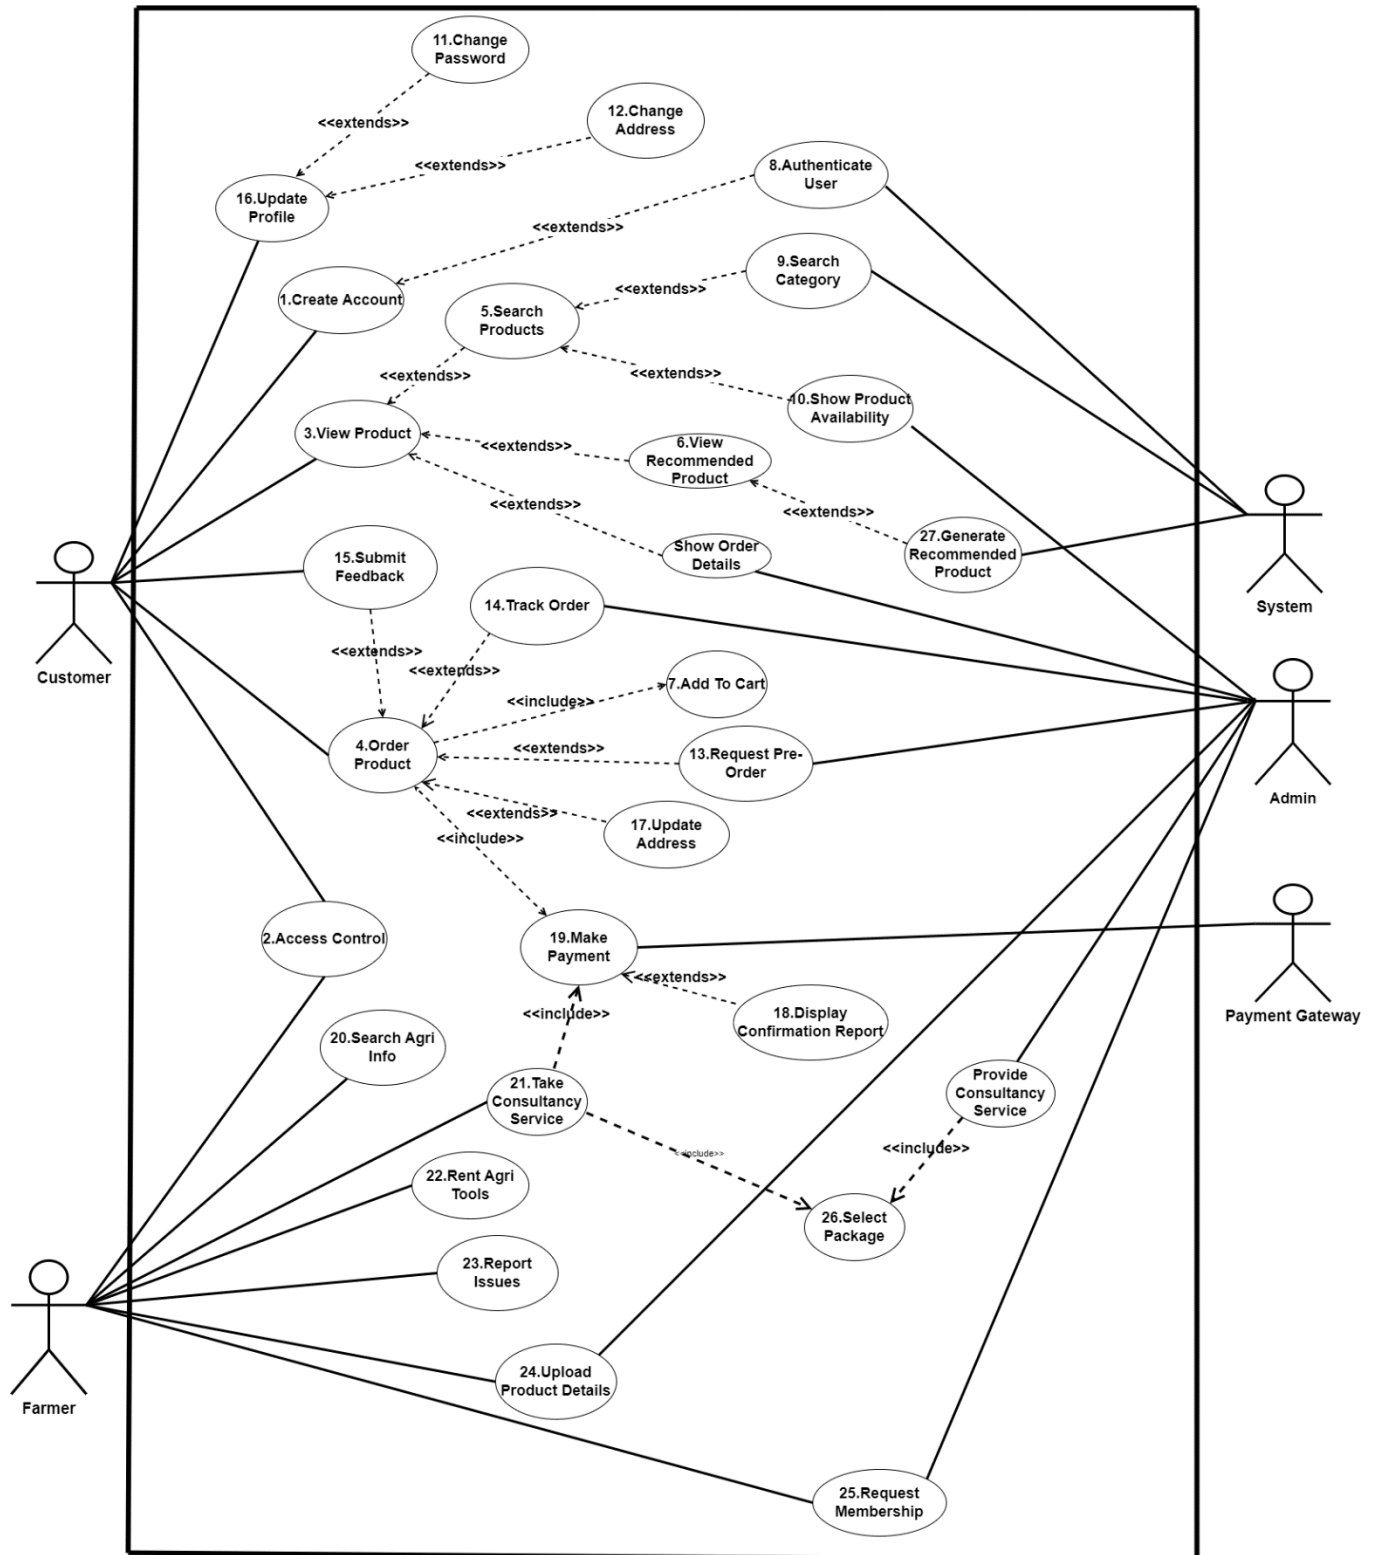 11.Change
Password
<<extends>>
12.Change
Address
<<extends>>
8.Authenticate
User
16.Update
Profile
<<extends>>
9.Search
Category
1.Create Account
<<extends>>
5.Search
Products
<<extends>>
<<extends>>
10.Show Product
Availability
3.View Product
<<extends>>
6.View
Recommended
Product
<<extends>>
<<extends>>
27.Generate
Recommended
Product
Show Order
Details
15.Submit
Feedback
14.Track Order
System
<<extends>>
<<extends>>
Customer
7.Add To Cart
<<include>>
4.Order
Product
<<extends>>
13.Request Pre-
Order
Admin
<<extends>>
<<include>>
17.Update
Address
2.Access Control
19.Make
Payment
<<extends>>
<<include>>
18.Display
Confirmation Report
Payment Gateway
20.Search Agri
Info
21.Take
Consultancy
Service
Provide
Consultancy
Service
<<include>>
<<include>>
22.Rent Agri
Tools
26.Select
Package
23.Report
Issues
24.Upload
Product Details
Farmer
25.Request
Membership